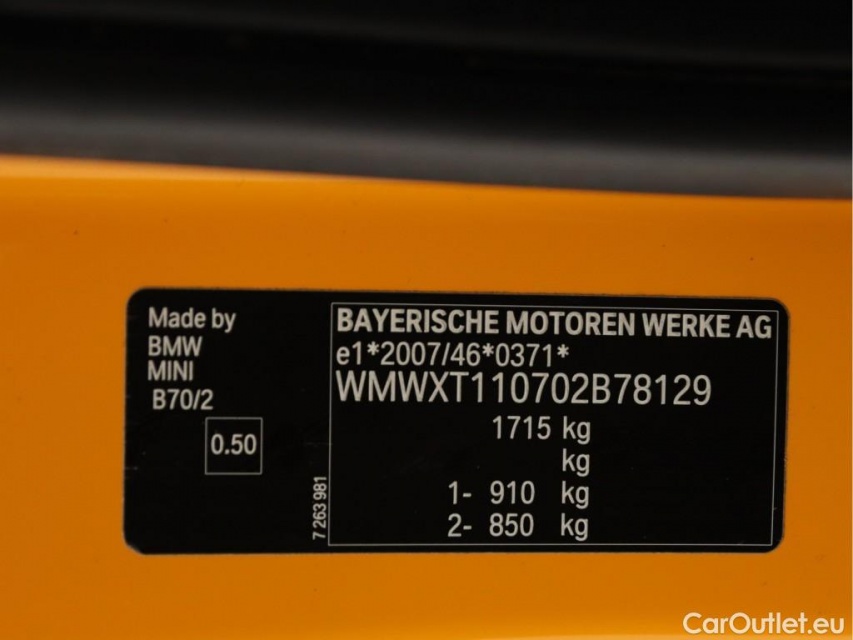 Made by
BMW
MINI
B70/2
0.50
7 263 981
BAYERISCHE MOTOREN WERKE AG
e1*2007/46*0371*
WMWXT110702B78129
1715 kg
kg
1- 910 kg
2- 850 kg
CarOutlet.eu